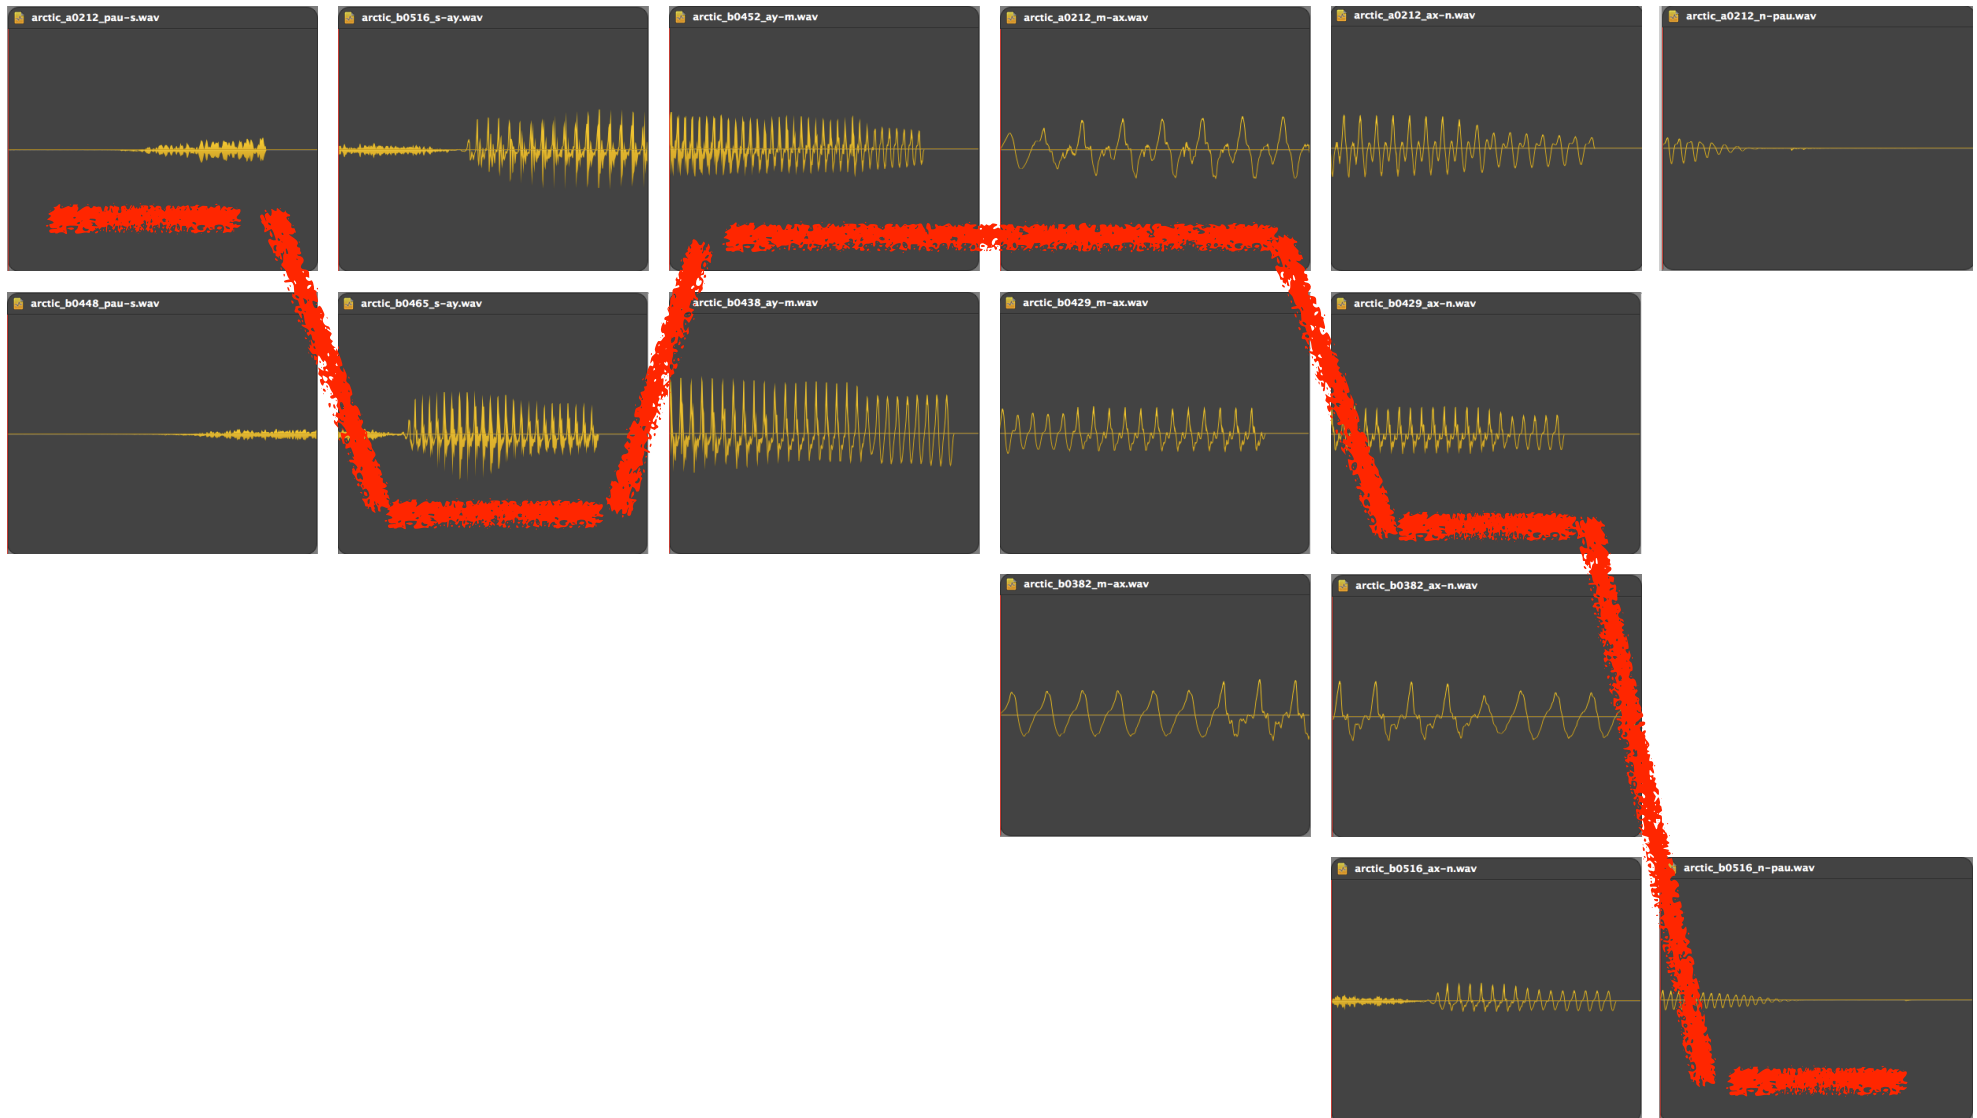 arctic_a0212_pau-s.wav
arctic_b0516_s-ay.wav
arctic_b0452_ay-m.wav
arctic_a0212_m-ax.wav
arctic_a0212_ax-n.wav
arctic_a0212_n-pau.wav
arctic_b0448_pau-s.wav
arctic_b0465_s-ay.wav
arctic_b0438_ay-m.wav
arctic_b0429_m-ax.wav
arctic_b0429_ax-n.wav
arctic_b0382_m-ax.wav
arctic_b0382_ax-n.wav
arctic_b0516_ax-n.wav
arctic_b0516_n-pau.wav